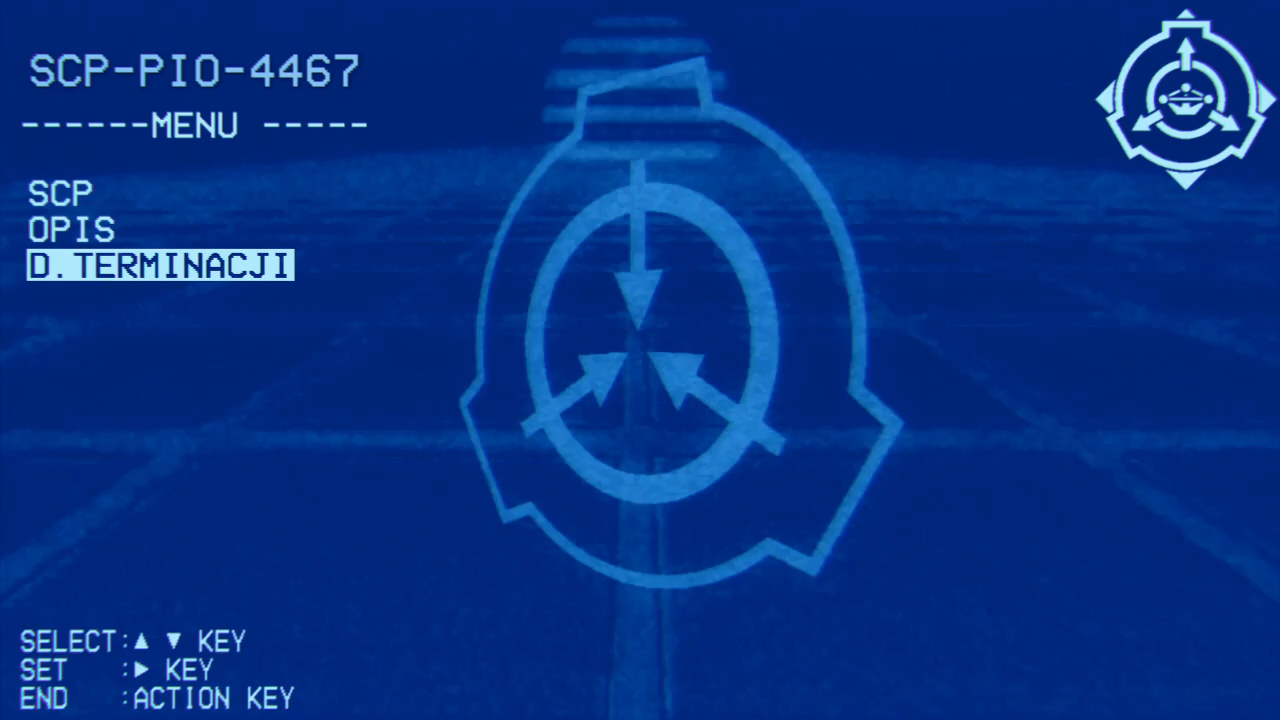 SCP-PIO-4467
------MENU -----
SCP
OPIS
D.TERMINACJI
SELECT:▲ ▼ KEY
SET :► KEY
END :ACTION KEY